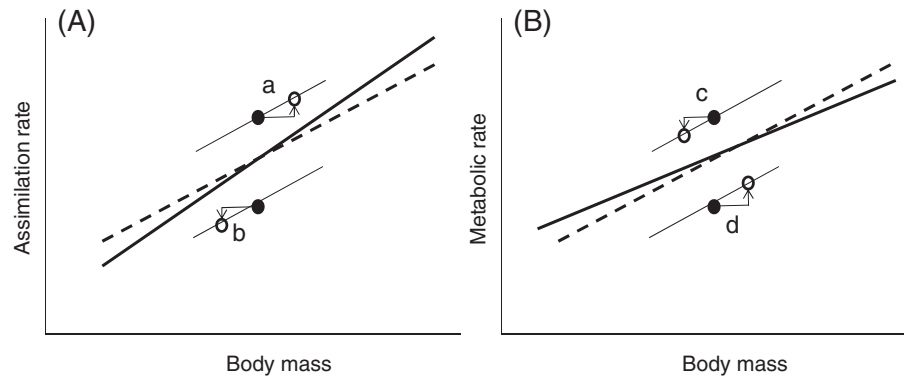 (A)
a
b
Assimilation rate
Body mass
(B)
c
d
Metabolic rate
Body mass